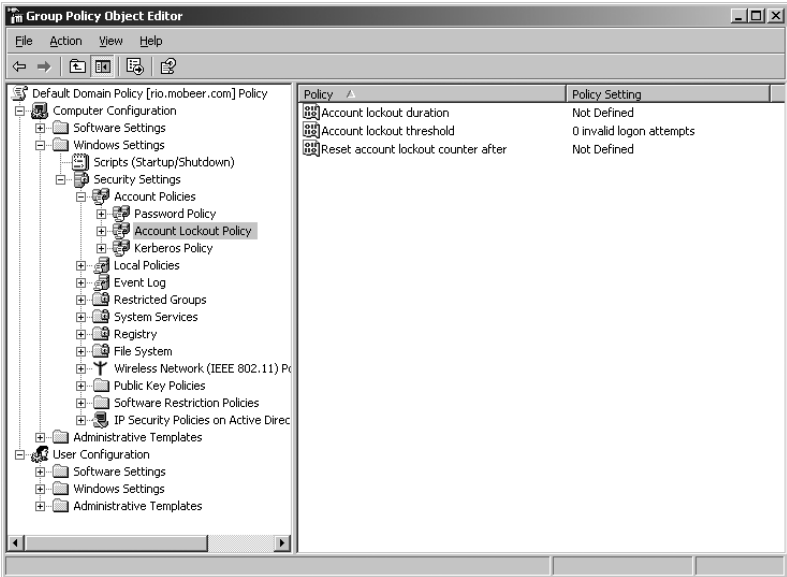 Group Policy Object Editor
File Action View Help
Default Domain Policy [rio.mobeer.com] Policy
Computer Configuration
Software Settings
Windows Settings
Scripts (Startup/Shutdown)
Security Settings
Account Policies
Password Policy
Account Lockout Policy
Kerberos Policy
Local Policies
Event Log
Restricted Groups
System Services
Registry
File System
Wireless Network (IEEE 802.11) Po
Public Key Policies
Software Restriction Policies
IP Security Policies on Active Direc
Administrative Templates
User Configuration
Software Settings
Windows Settings
Administrative Templates
Policy Policy Setting
Account lockout duration Not Defined
Account lockout threshold 0 invalid logon attempts
Reset account lockout counter after Not Defined